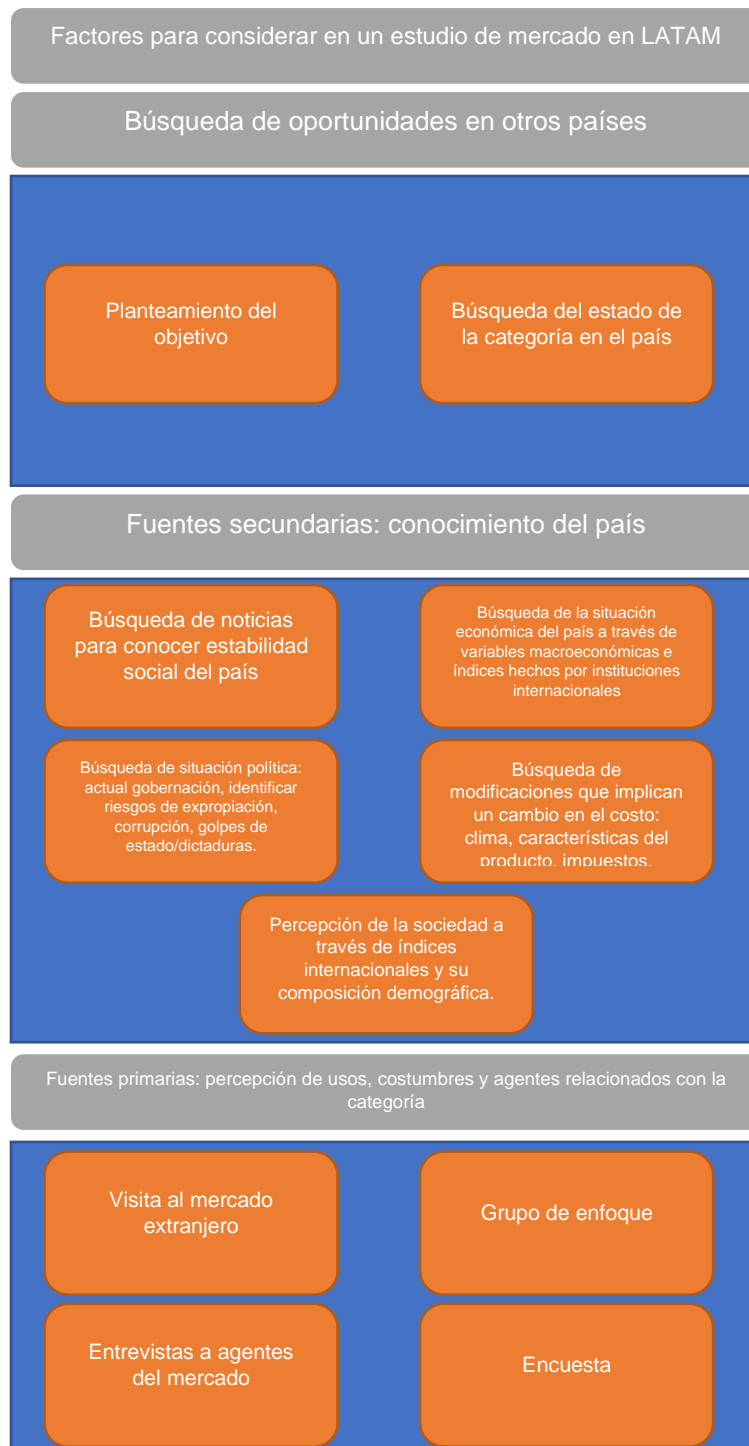 Factores para considerar en un estudio de mercado en LATAM
Búsqueda de oportunidades en otros países
Planteamiento del
objetivo
Búsqueda del estado de
la categoría en el país
Fuentes secundarias: conocimiento del país
Búsqueda de noticias
para conocer estabilidad
social del país
Búsqueda de la situación
económica del país a través de
variables macroeconómicas e
índices hechos por instituciones
internacionales
Búsqueda de situación política:
actual gobernación, identificar
riesgos de expropiación,
corrupción, golpes de
estado/dictaduras.
Búsqueda de
modificaciones que implican
un cambio en el costo:
clima, características del
producto, impuestos.
Percepción de la sociedad a
través de índices
internacionales y su
composición demográfica.
Fuentes primarias: percepción de usos, costumbres y agentes relacionados con la
categoría
Visita al mercado
extranjero
Grupo de enfoque
Entrevistas a agentes
del mercado
Encuesta